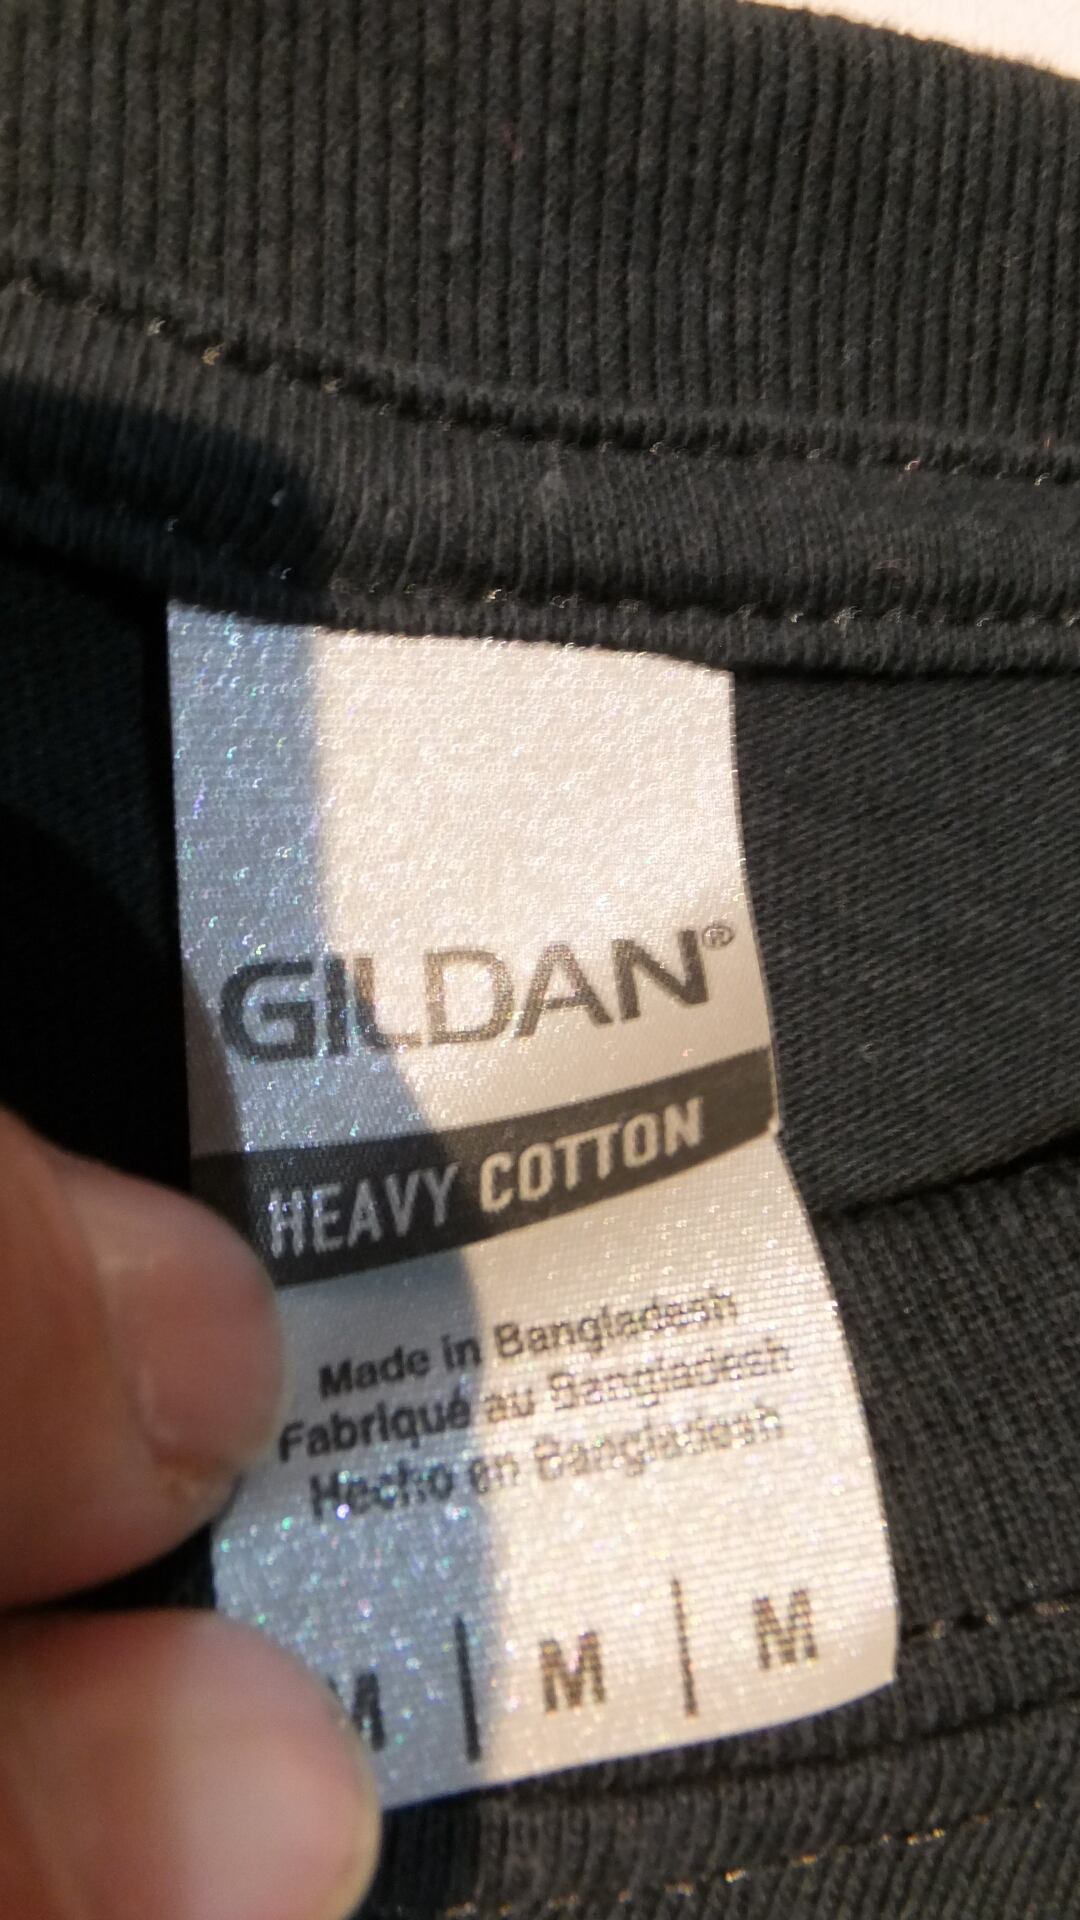 GILDAN®
HEAVY COTTON
Made in Bangladesh
Fabriqué au Bangladesh
Hecho en Bangladesh
M | M | M